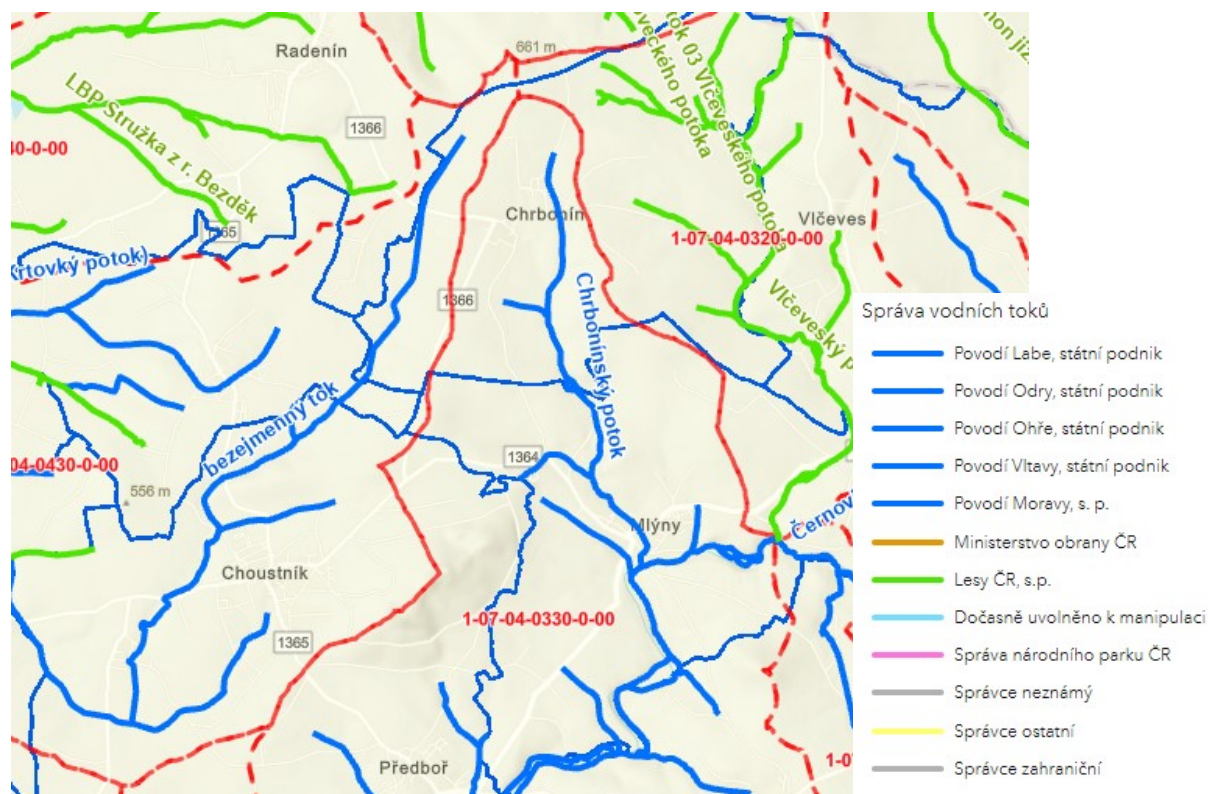 Radenín
661 m
LBP Stružka z r. Bezděk
1366
40-0-00
1365
Chrbonín
Vlčeves
1-07-04-0320-0-00
1366
Chrbonínský potok
bezejmenný tok
04-0430-0-00
556 m
1364
Mlýny
Choustník
1-07-04-0330-0-00
1365
Předboř
Správa vodních toků
Povodí Labe, státní podnik
Povodí Odry, státní podnik
Povodí Ohře, státní podnik
Povodí Vltavy, státní podnik
Povodí Moravy, s. p.
Ministerstvo obrany ČR
Lesy ČR, s.p.
Dočasně uvolněno k manipulaci
Správa národního parku ČR
Správce neznámý
Správce ostatní
Správce zahraniční